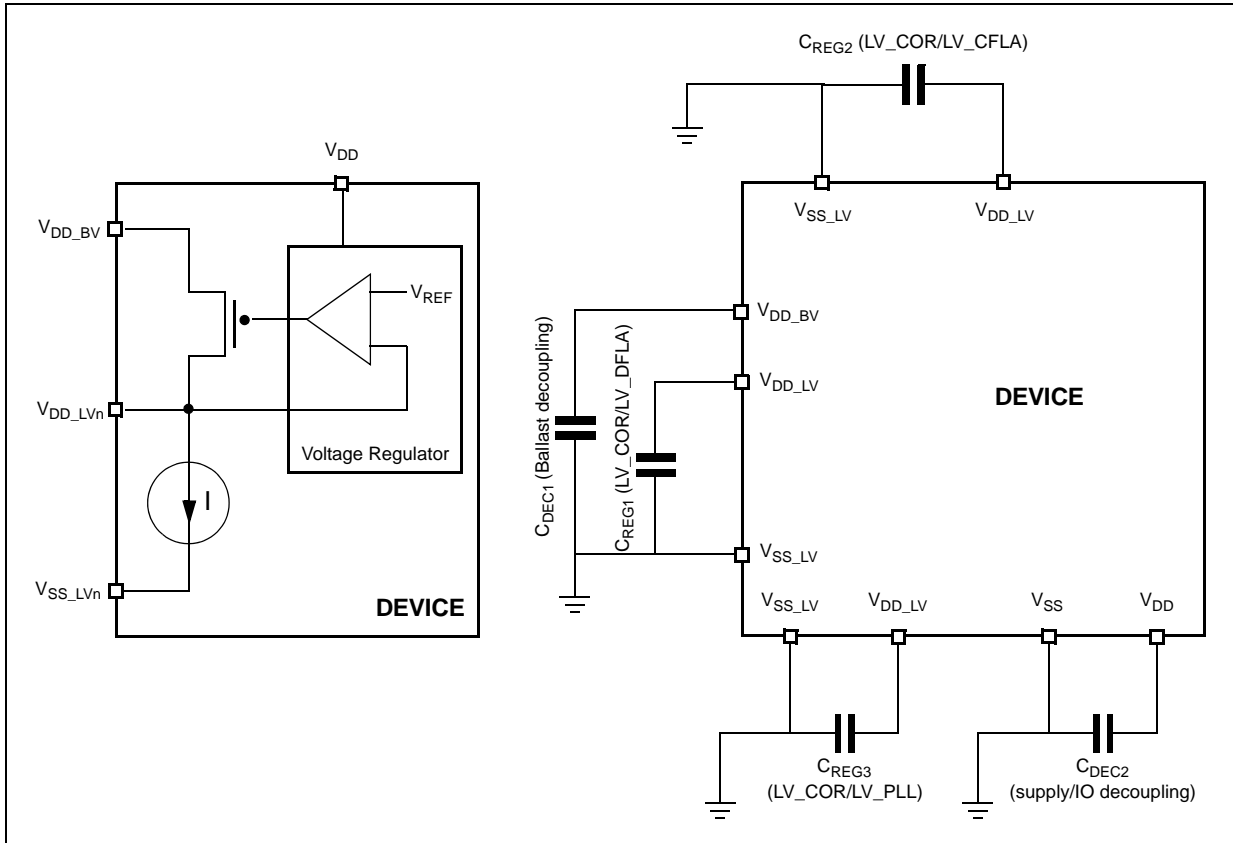 C_REG2 (LV_COR/LV_CFLA)
V_DD
V_DD_BV
V_REF
V_DD_LVn
Voltage Regulator
I
V_SS_LVn
DEVICE
V_SS_LV
V_DD_LV
V_DD_BV
V_DD_LV
DEVICE
C_DEC1 (Ballast decoupling)
C_REG1 (LV_COR/LV_DFLA)
V_SS_LV
V_SS_LV
V_DD_LV
V_SS
V_DD
C_REG3
(LV_COR/LV_PLL)
C_DEC2
(supply/IO decoupling)